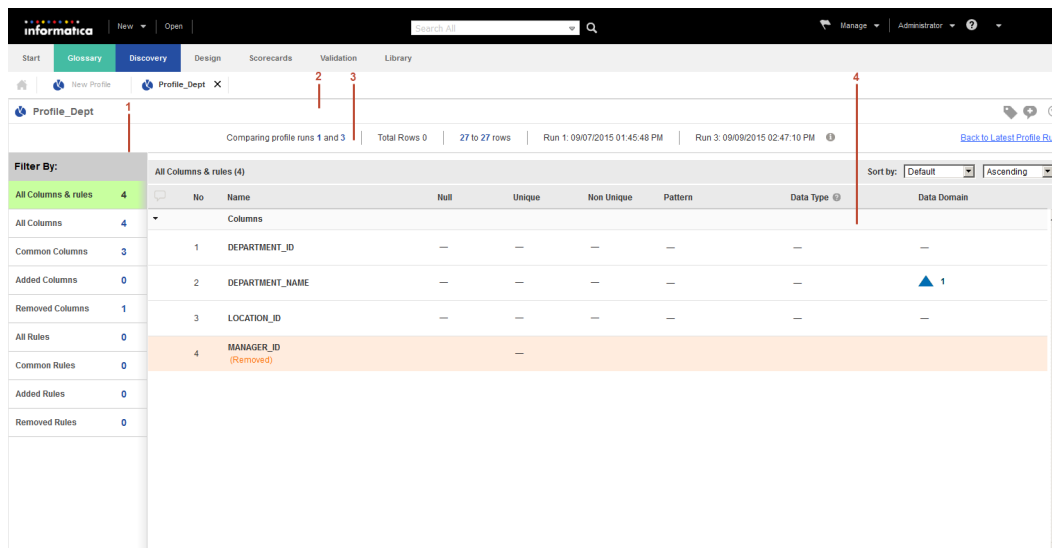 informatica New Open Search All Manage Administrator ?
Start Glossary Discovery Design Scorecards Validation Library
New Profile Profile_Dept X
1 2 3 4
Profile_Dept
Comparing profile runs 1 and 3 Total Rows 0 27 to 27 rows Run 1: 09/07/2015 01:45:48 PM Run 3: 09/09/2015 02:47:10 PM Back to Latest Profile Ru
Filter By:
All Columns & rules 4
All Columns 4
Common Columns 3
Added Columns 0
Removed Columns 1
All Rules 0
Common Rules 0
Added Rules 0
Removed Rules 0
All Columns & rules (4) Sort by: Default Ascending
No Name Null Unique Non Unique Pattern Data Type Data Domain
Columns
1 DEPARTMENT_ID — — — — — —
2 DEPARTMENT_NAME — — — — — 1
3 LOCATION_ID — — — — — —
4 MANAGER_ID —
(Removed)